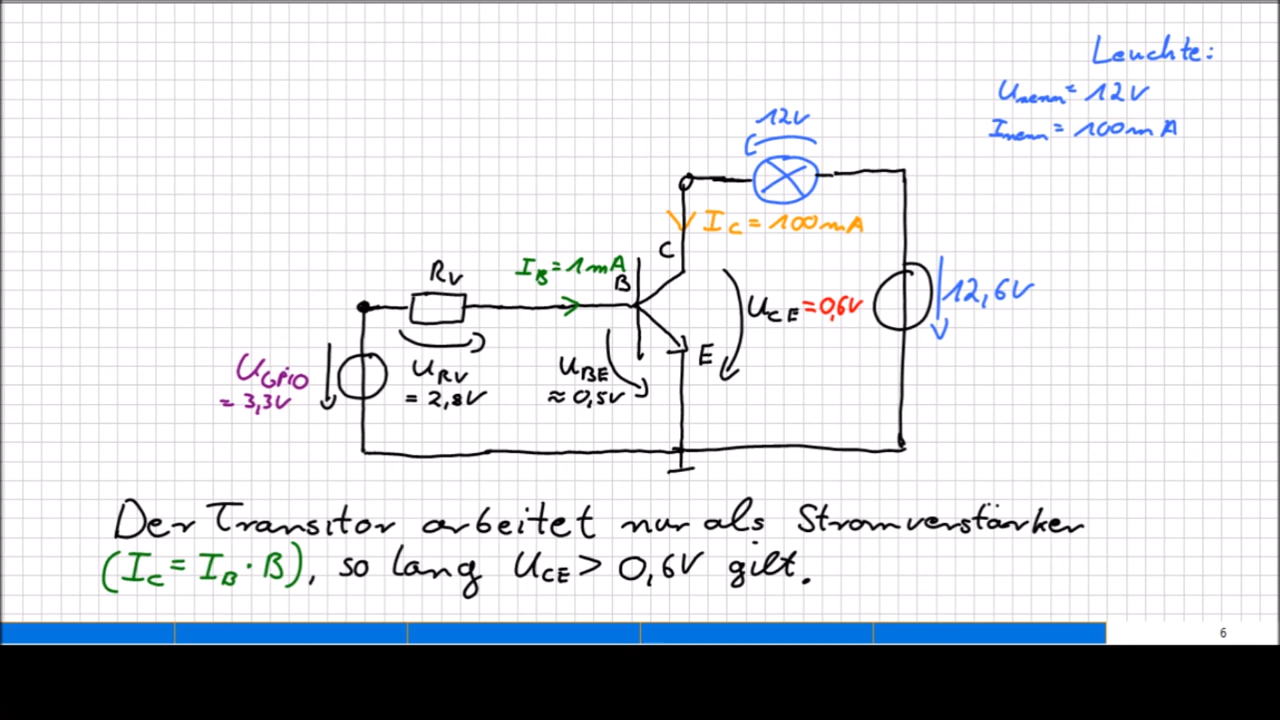 Leuchte:
Unenn = 12V
Inenn = 100mA
12V
IC = 100mA
C
RV
IB = 1mA
B
UCE = 0,6V
12,6V
E
UGPIO
= 3,3V
URV
= 2,8V
UBE
≈ 0,5V
Der Transitor arbeitet nur als Stromverstärker
(IC = IB · B), so lang UCE > 0,6V gilt.
6